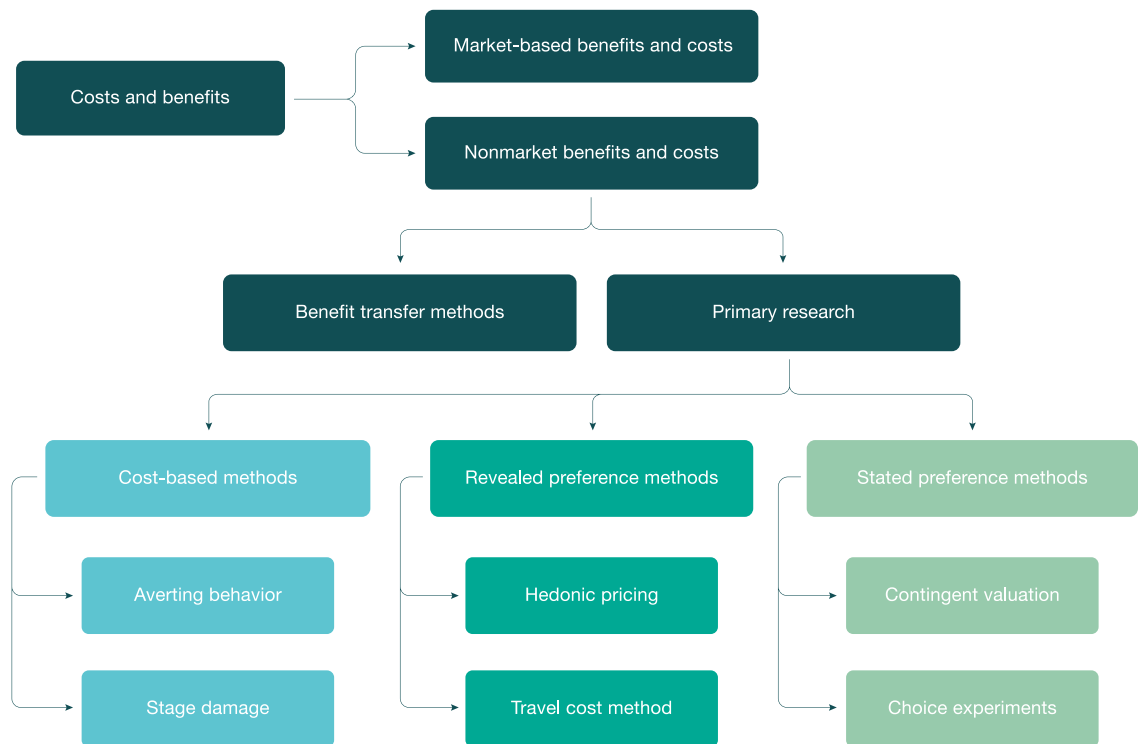 Market-based benefits and costs
Costs and benefits
Nonmarket benefits and costs
Benefit transfer methods
Primary research
Cost-based methods
Revealed preference methods
Stated preference methods
Averting behavior
Hedonic pricing
Contingent valuation
Stage damage
Travel cost method
Choice experiments